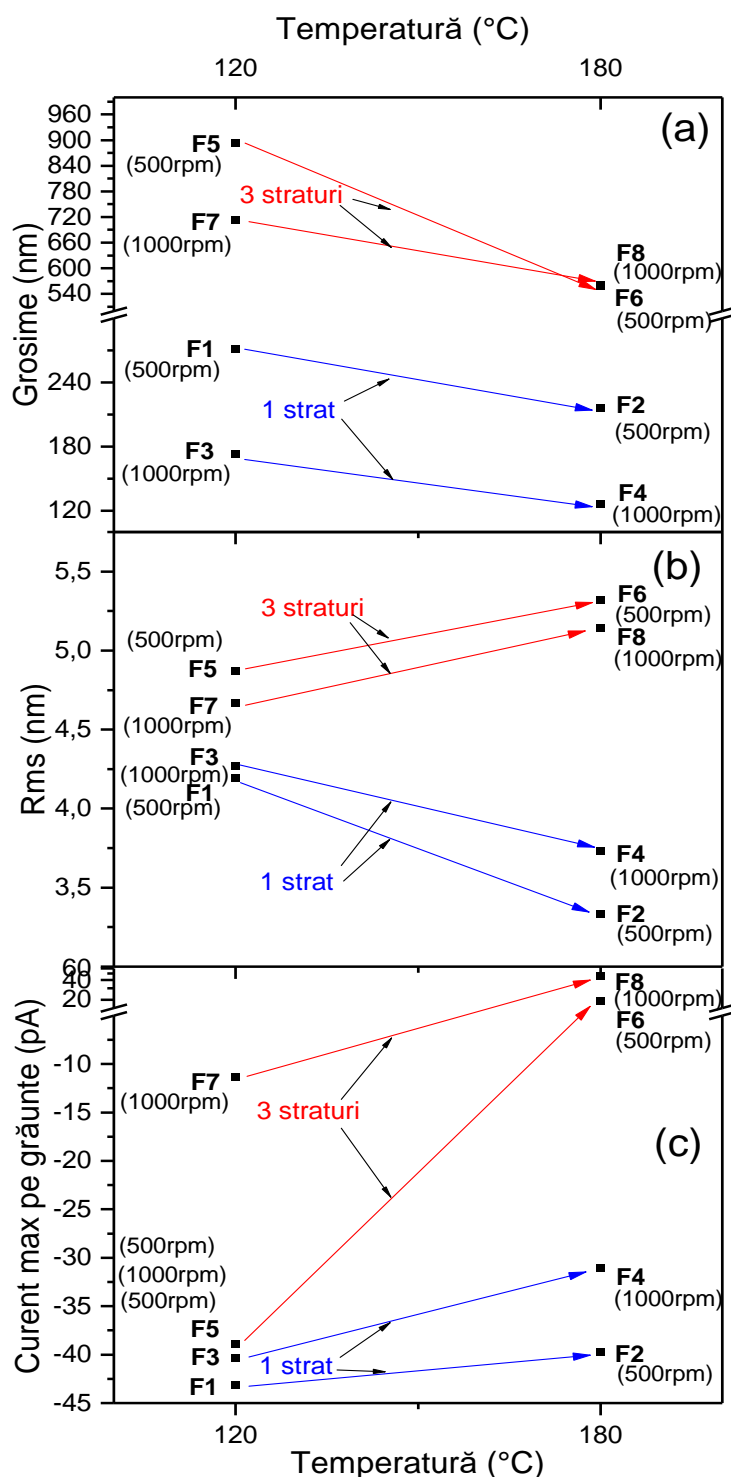 Temperatură (°C)
120 180
(a)
Grosime (nm)
960
900
840
780
720
660
600
540
240
180
120
F5
(500rpm)
3 straturi
F7
(1000rpm)
F8
(1000rpm)
F6
(500rpm)
F1
(500rpm)
1 strat
F2
(500rpm)
F3
(1000rpm)
F4
(1000rpm)
(b)
Rms (nm)
5,5
5,0
4,5
4,0
3,5
F6
(500rpm)
3 straturi
(500rpm)
F5
F8
(1000rpm)
F7
(1000rpm)
F3
(1000rpm)
F1
(500rpm)
1 strat
F4
(1000rpm)
F2
(500rpm)
(c)
Curent max pe grăunte (pA)
60
40
20
-10
-15
-20
-25
-30
-35
-40
-45
F8
(1000rpm)
F6
(500rpm)
F7
(1000rpm)
3 straturi
(500rpm)
(1000rpm)
(500rpm)
F5
F3
F1
1 strat
F4
(1000rpm)
F2
(500rpm)
120 180
Temperatură (°C)